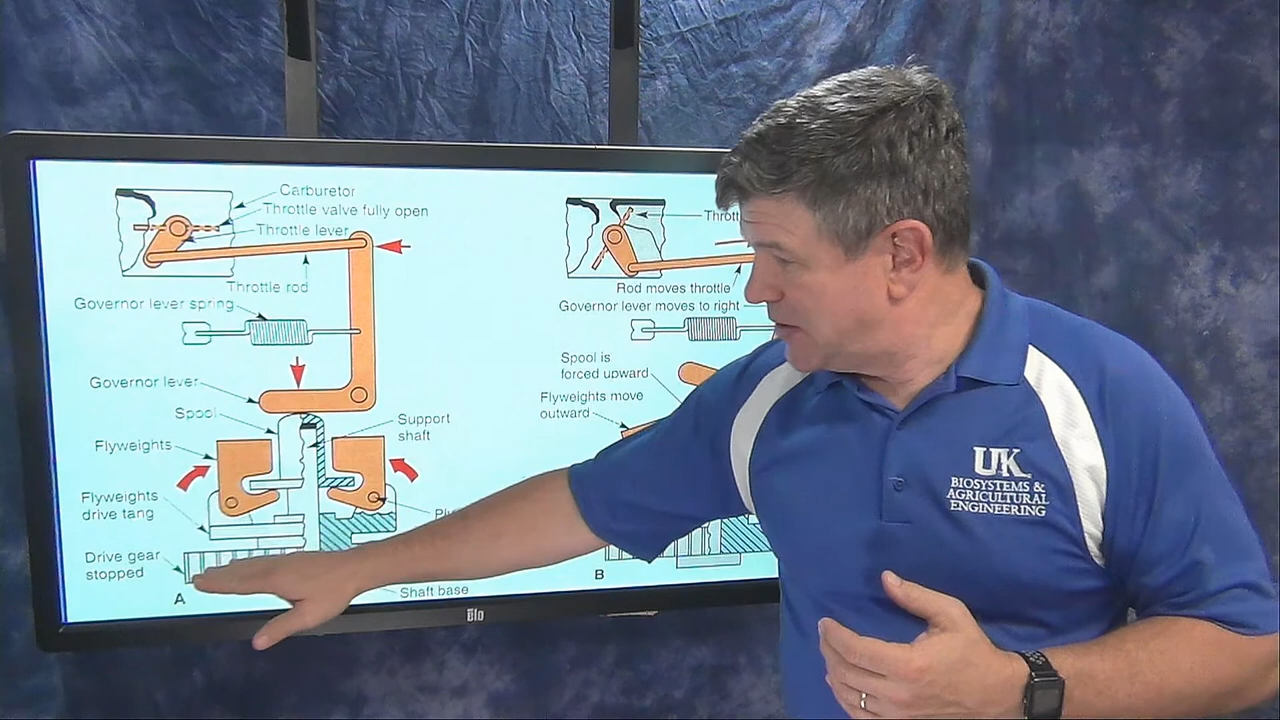 Carburetor
Throttle valve fully open
Throttle lever
Throttle rod
Governor lever spring
Governor lever
Spool
Support
shaft
Flyweights
Flyweights
drive tang
Drive gear
stopped
A
Shaft base
Rod moves throttle
Governor lever moves to right
Spool is
forced upward
Flyweights move
outward
B
elo
UK
BIOSYSTEMS &
AGRICULTURAL
ENGINEERING